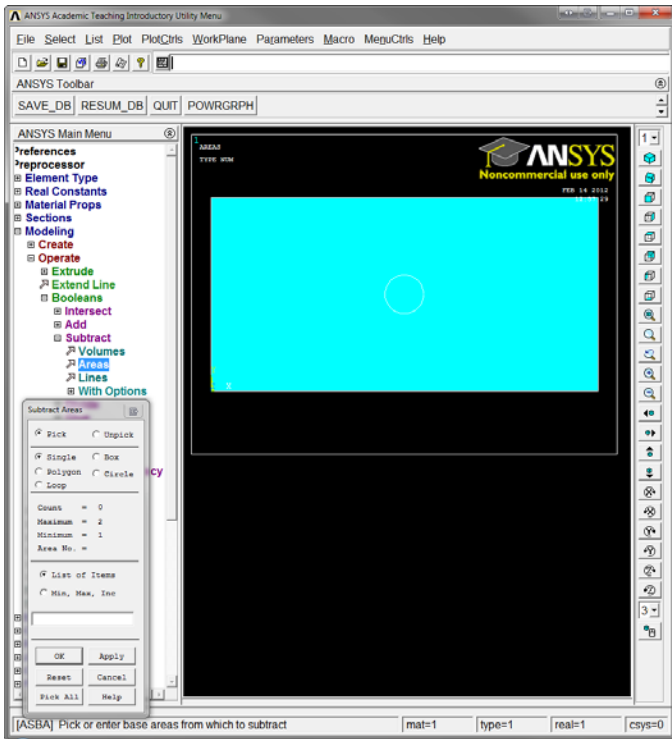 ANSYS Academic Teaching Introductory Utility Menu
File Select List Plot PlotCtrls WorkPlane Parameters Macro MenuCtrls Help
ANSYS Toolbar
SAVE_DB RESUM_DB QUIT POWRGRPH
ANSYS Main Menu
Preferences
Preprocessor
Element Type
Real Constants
Material Props
Sections
Modeling
Create
Operate
Extrude
Extend Line
Booleans
Intersect
Add
Subtract
Volumes
Areas
Lines
With Options
cy
1
AREAS
TYPE NUM
ANSYS
Noncommercial use only
FEB 14 2012
Y
Z X
1
3
Subtract Areas
Pick Unpick
Single Box
Polygon Circle
Loop
Count = 0
Maximum = 2
Minimum = 1
Area No. =
List of Items
Min, Max, Inc
OK Apply
Reset Cancel
Pick All Help
[ASBA] Pick or enter base areas from which to subtract
mat=1 type=1 real=1 csys=0